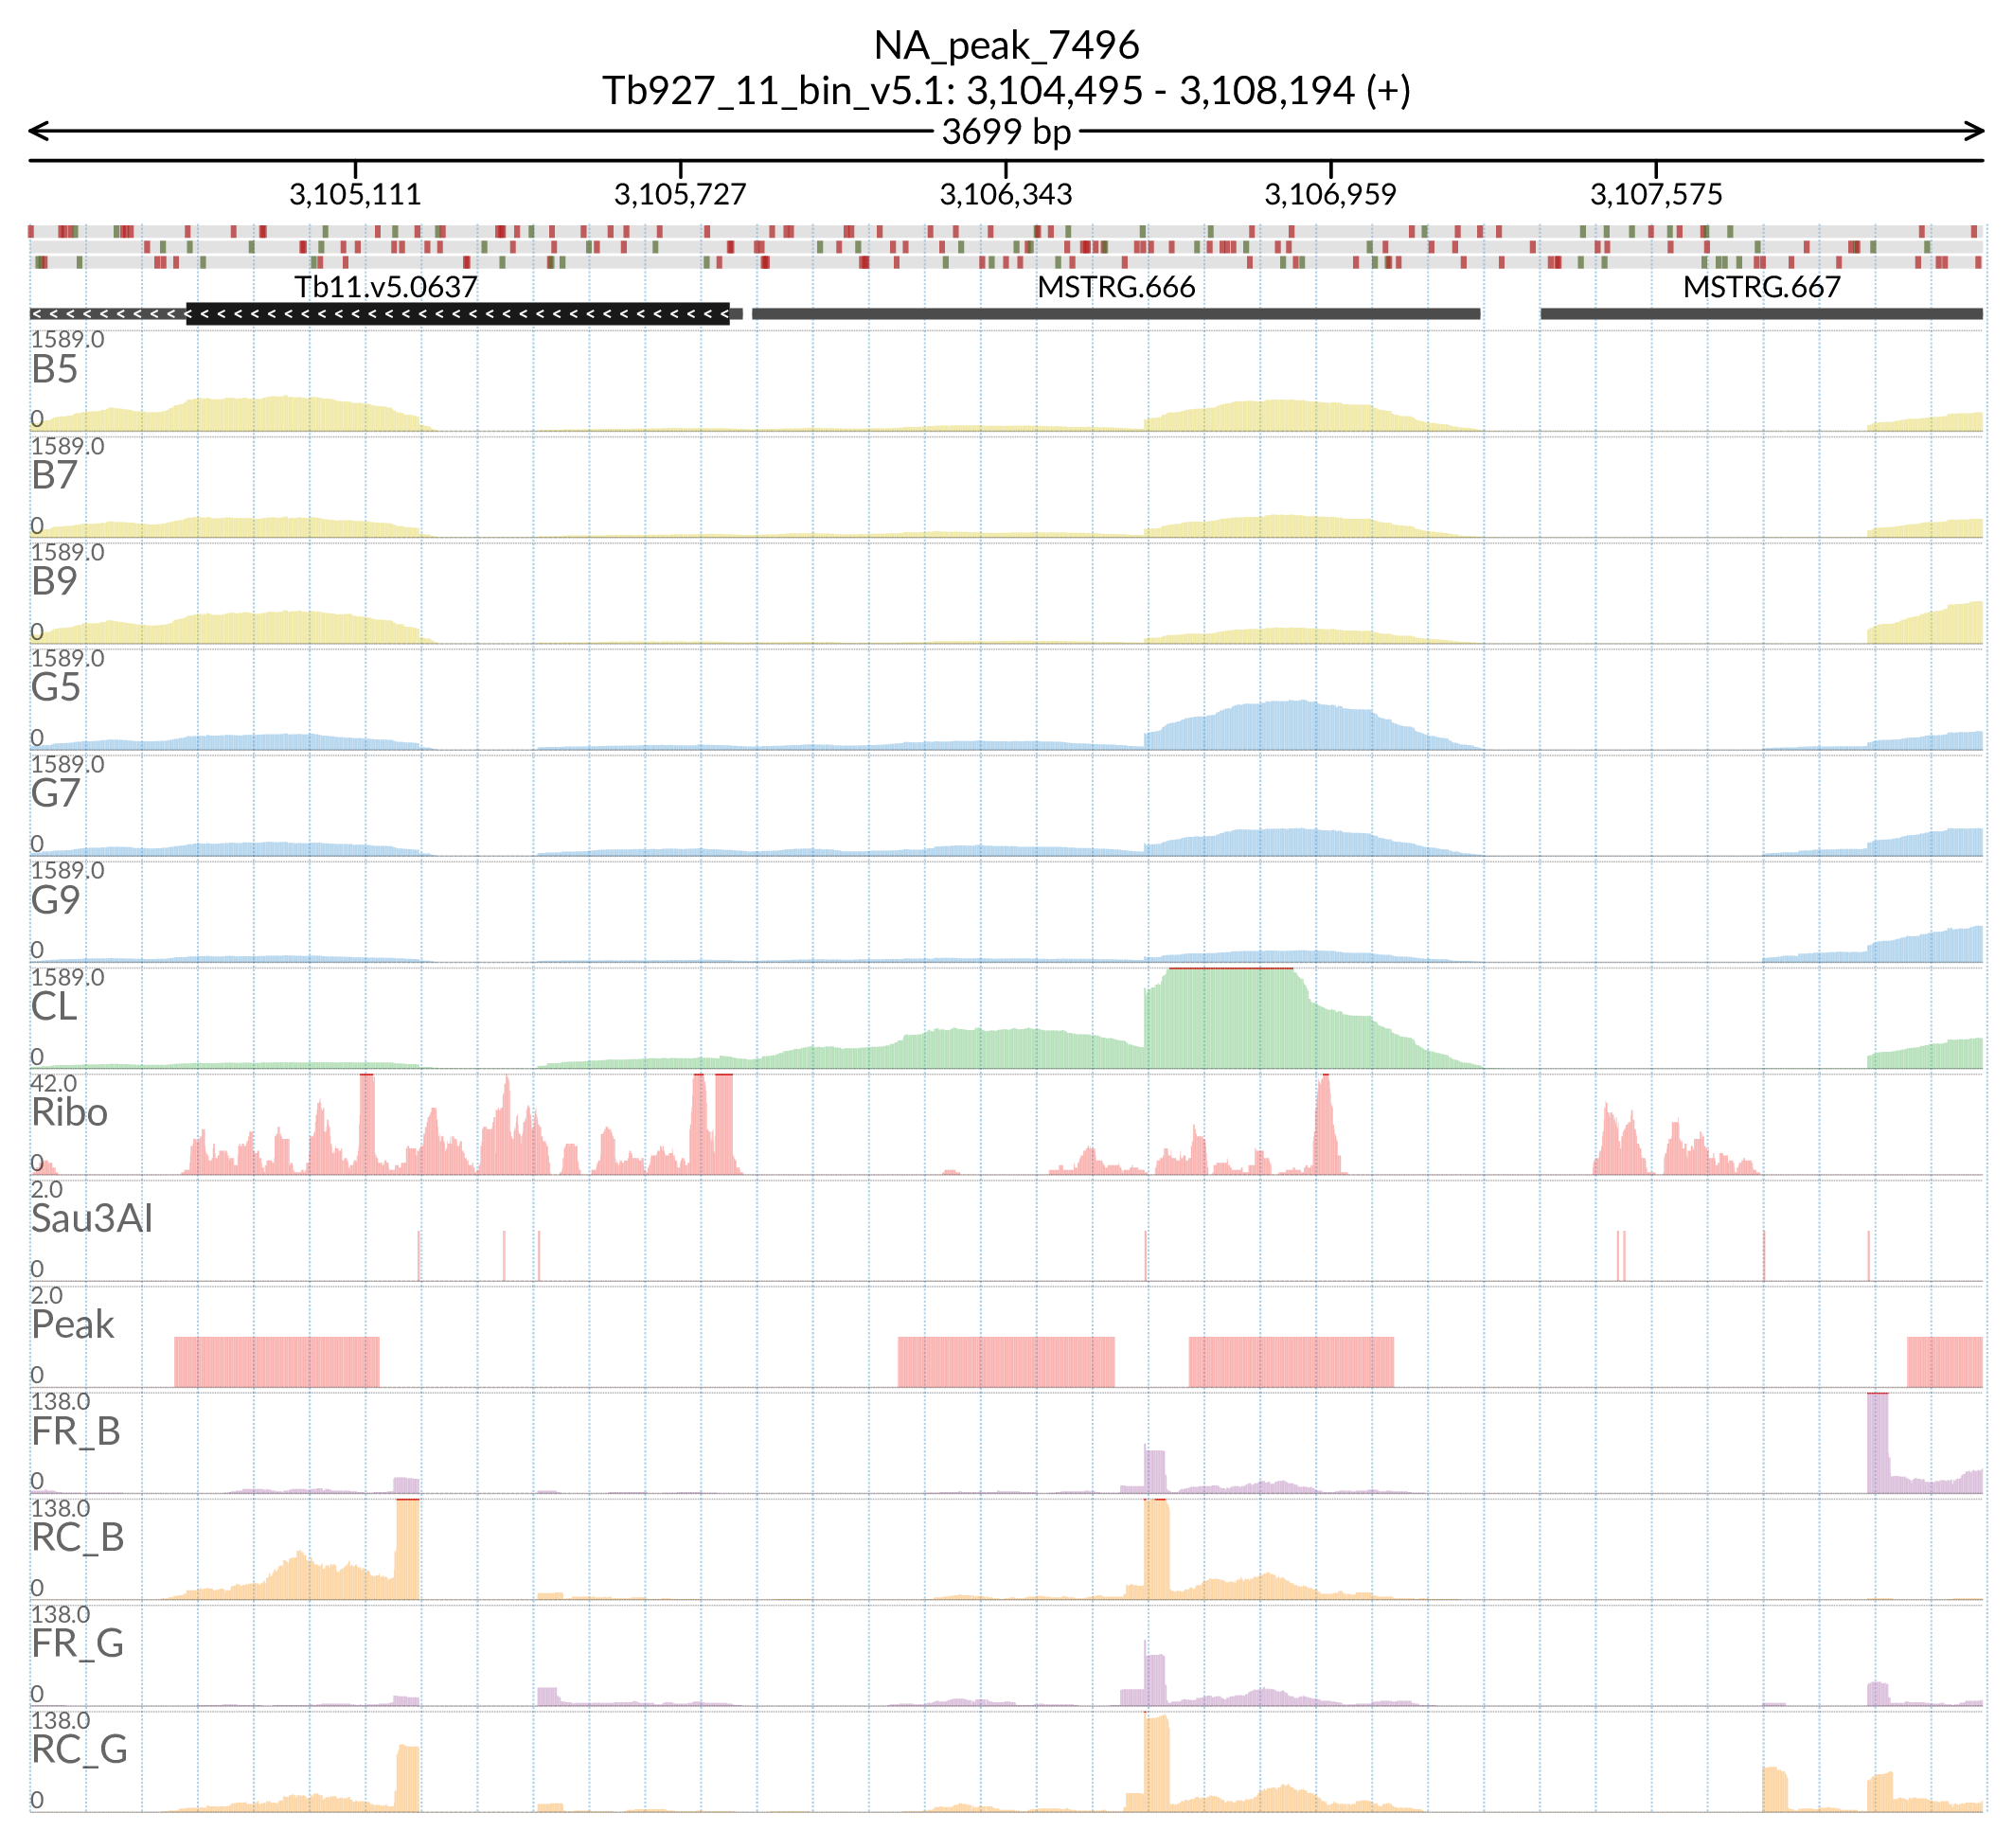 NA_peak_7496
Tb927_11_bin_v5.1: 3,104,495 - 3,108,194 (+)
3699 bp
3,105,111 3,105,727 3,106,343 3,106,959 3,107,575
Tb11.v5.0637 MSTRG.666 MSTRG.667
1589.0
B5
0
1589.0
B7
0
1589.0
B9
0
1589.0
G5
0
1589.0
G7
0
1589.0
G9
0
1589.0
CL
0
42.0
Ribo
0
2.0
Sau3AI
0
2.0
Peak
0
138.0
FR_B
0
138.0
RC_B
0
138.0
FR_G
0
138.0
RC_G
0